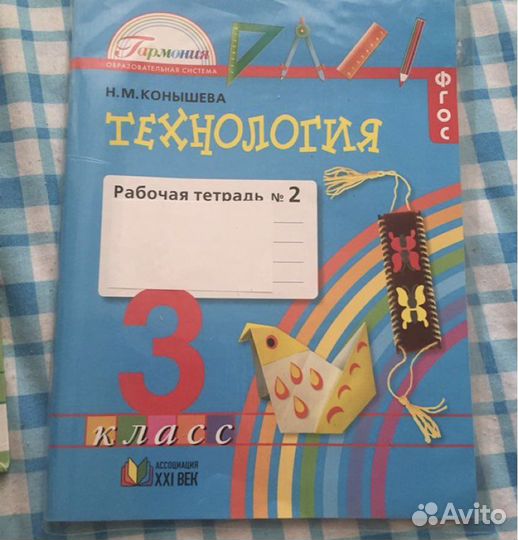 Гармония
ОБРАЗОВАТЕЛЬНАЯ СИСТЕМА
ФГОС
Н.М.КОНЫШЕВА
ТЕХНОЛОГИЯ
Рабочая тетрадь № 2
3
класс
АССОЦИАЦИЯ
XXI ВЕК
Avito